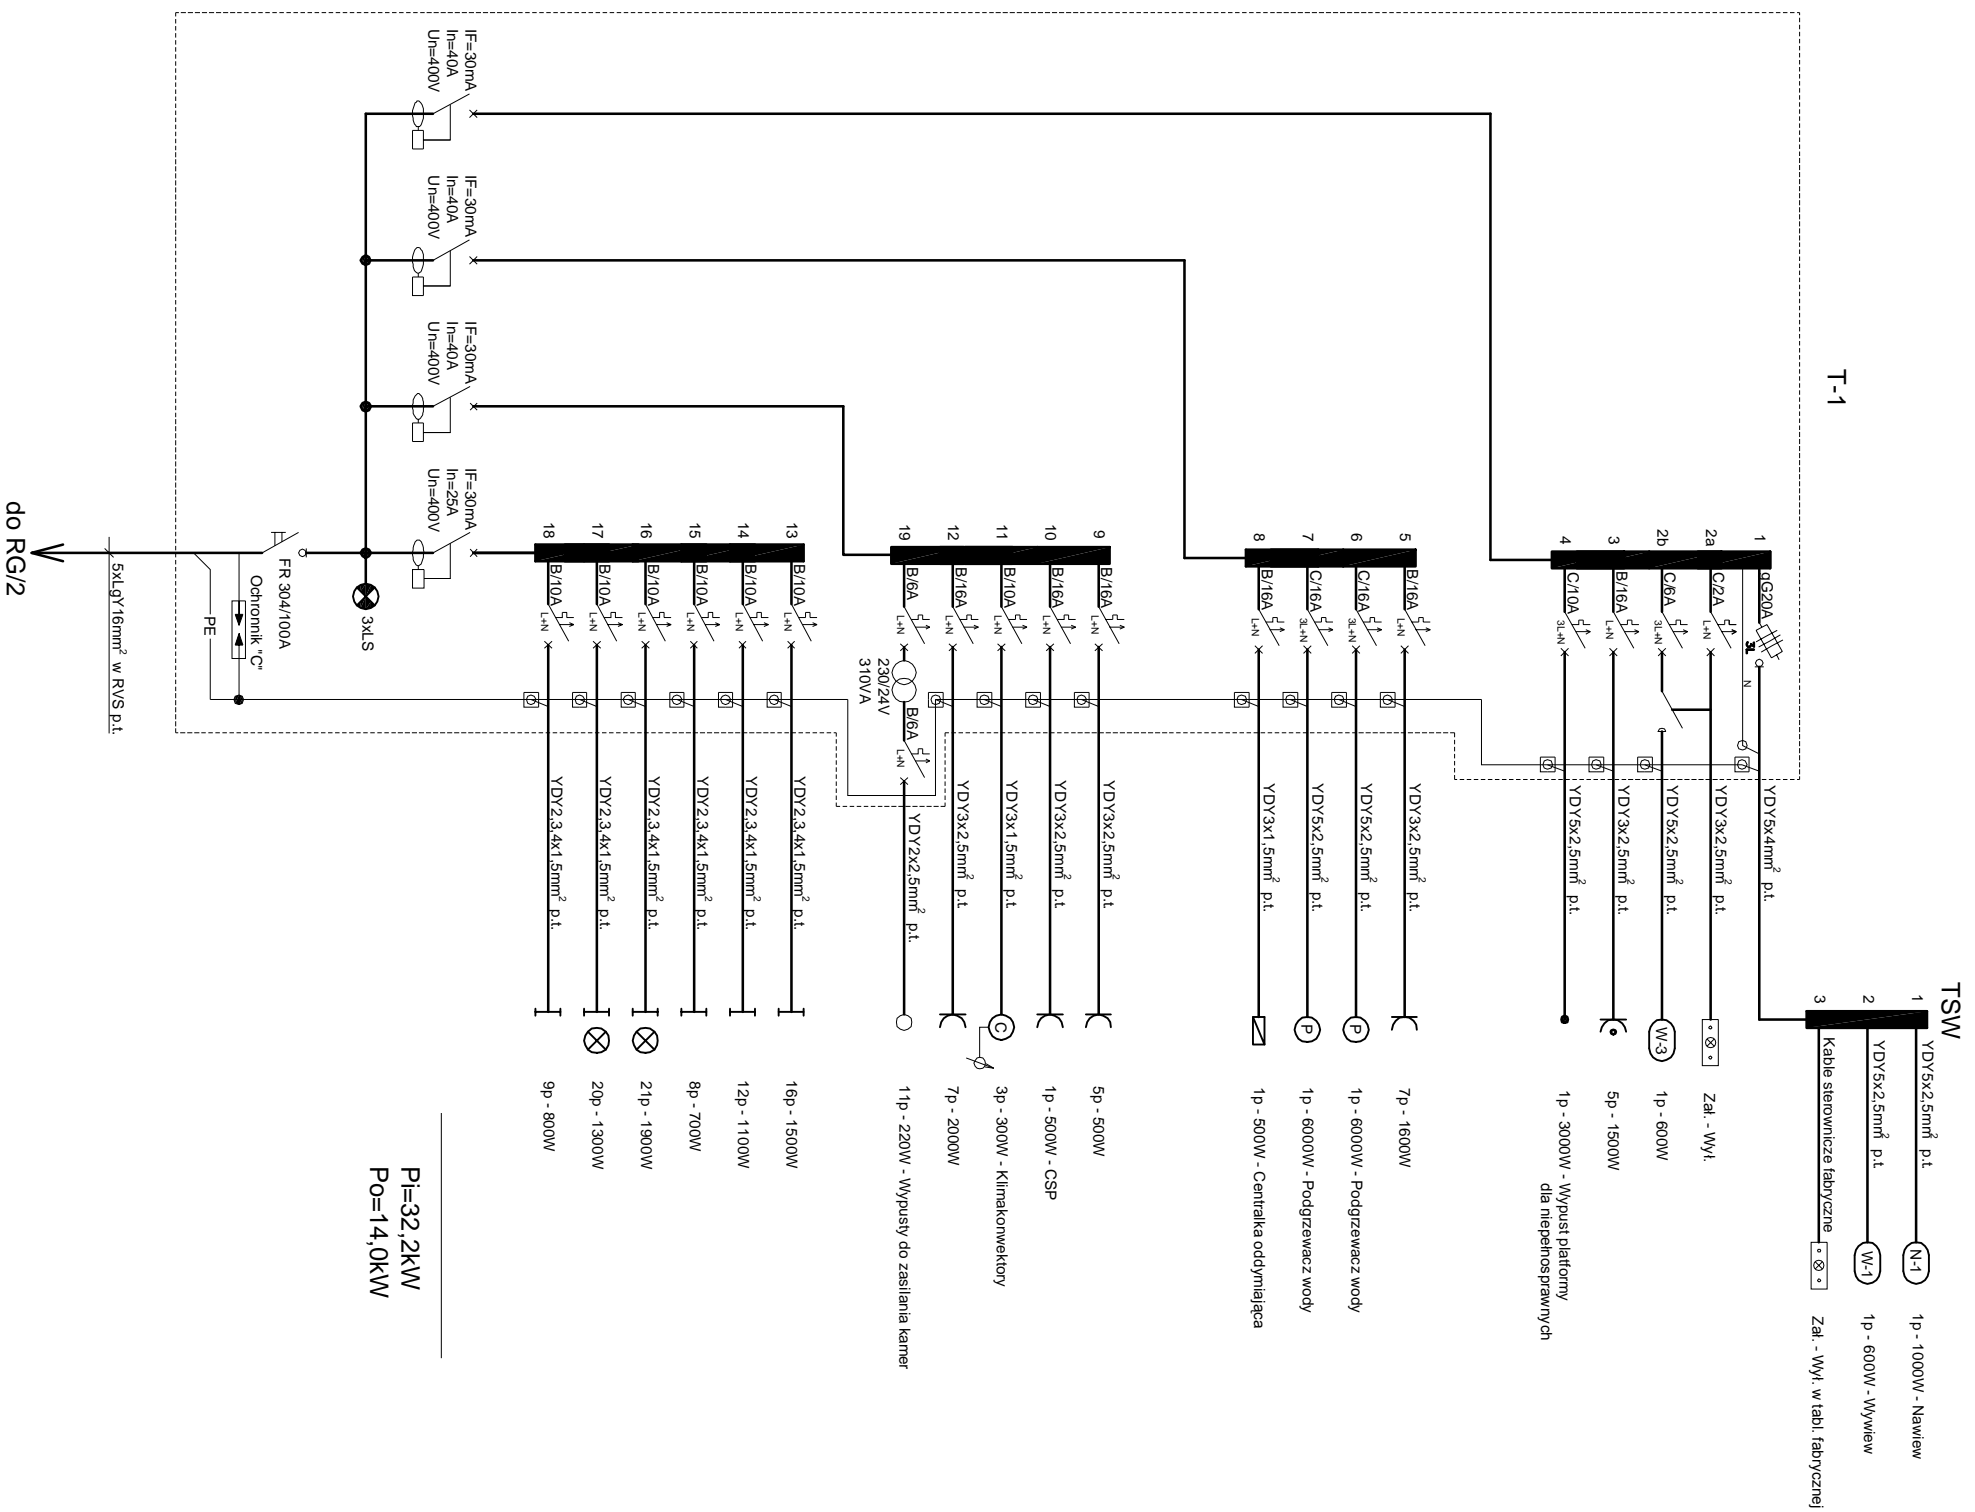 T-1
TSW
IF=30mA
In=40A
Un=400V
IF=30mA
In=40A
Un=400V
IF=30mA
In=40A
Un=400V
IF=30mA
In=25A
Un=400V
1
gG20A
3L
N
YDY5x4mm² p.t.
1
YDY5x2,5mm² p.t.
N-1
1p - 1000W - Nawiew
2
YDY5x2,5mm² p.t.
W-1
1p - 600W - Wywiew
3
Kable sterownicze fabryczne
Zał. - Wył. w tabl. fabrycznej
2a
C/2A
L+N
YDY3x2,5mm² p.t.
Zał. - Wył.
2b
C/6A
3L+N
YDY5x2,5mm² p.t.
W-3
1p - 600W
3
B/16A
L+N
YDY3x2,5mm² p.t.
5p - 1500W
4
C/10A
3L+N
YDY5x2,5mm² p.t.
1p - 3000W - Wypust platformy
dla niepełnosprawnych
5
B/16A
L+N
YDY3x2,5mm² p.t.
7p - 1600W
6
C/16A
3L+N
YDY5x2,5mm² p.t.
P
1p - 6000W - Podgrzewacz wody
7
C/16A
3L+N
YDY5x2,5mm² p.t.
P
1p - 6000W - Podgrzewacz wody
8
B/16A
L+N
YDY3x1,5mm² p.t.
1p - 500W - Centralka oddymiająca
9
B/16A
L+N
YDY3x2,5mm² p.t.
5p - 500W
10
B/16A
L+N
YDY3x2,5mm² p.t.
1p - 500W - CSP
11
B/10A
L+N
YDY3x1,5mm² p.t.
C
3p - 300W - Klimakonwektory
12
B/16A
L+N
YDY3x2,5mm² p.t.
7p - 2000W
19
B/6A
L+N
230/24V
310VA
B/6A
L+N
YDY2x2,5mm² p.t.
11p - 220W - Wypusty do zasilania kamer
13
B/10A
L+N
YDY2,3,4x1,5mm² p.t.
16p - 1500W
14
B/10A
L+N
YDY2,3,4x1,5mm² p.t.
12p - 1100W
15
B/10A
L+N
YDY2,3,4x1,5mm² p.t.
8p - 700W
16
B/10A
L+N
YDY2,3,4x1,5mm² p.t.
21p - 1900W
17
B/10A
L+N
YDY2,3,4x1,5mm² p.t.
20p - 1300W
18
B/10A
L+N
YDY2,3,4x1,5mm² p.t.
9p - 800W
3xLS
FR 304/100A
Ochronnik "C"
PE
5xLgY16mm² w RVS p.t.
do RG/2
Pi=32,2kW
Po=14,0kW